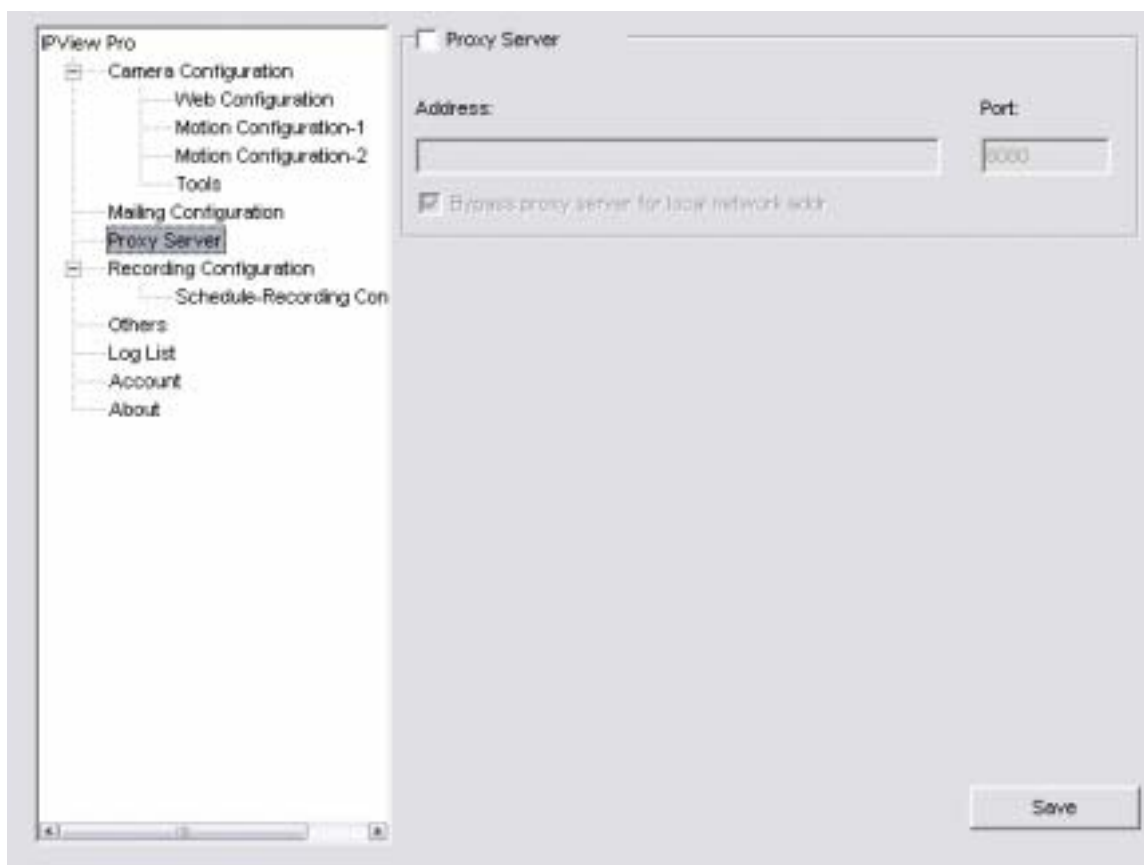 IPView Pro
Camera Configuration
Web Configuration
Motion Configuration-1
Motion Configuration-2
Tools
Mailing Configuration
Proxy Server
Recording Configuration
Schedule-Recording Con
Others
Log List
Account
About
Proxy Server
Address:
Port:
Bypass proxy server for local network addr
Save